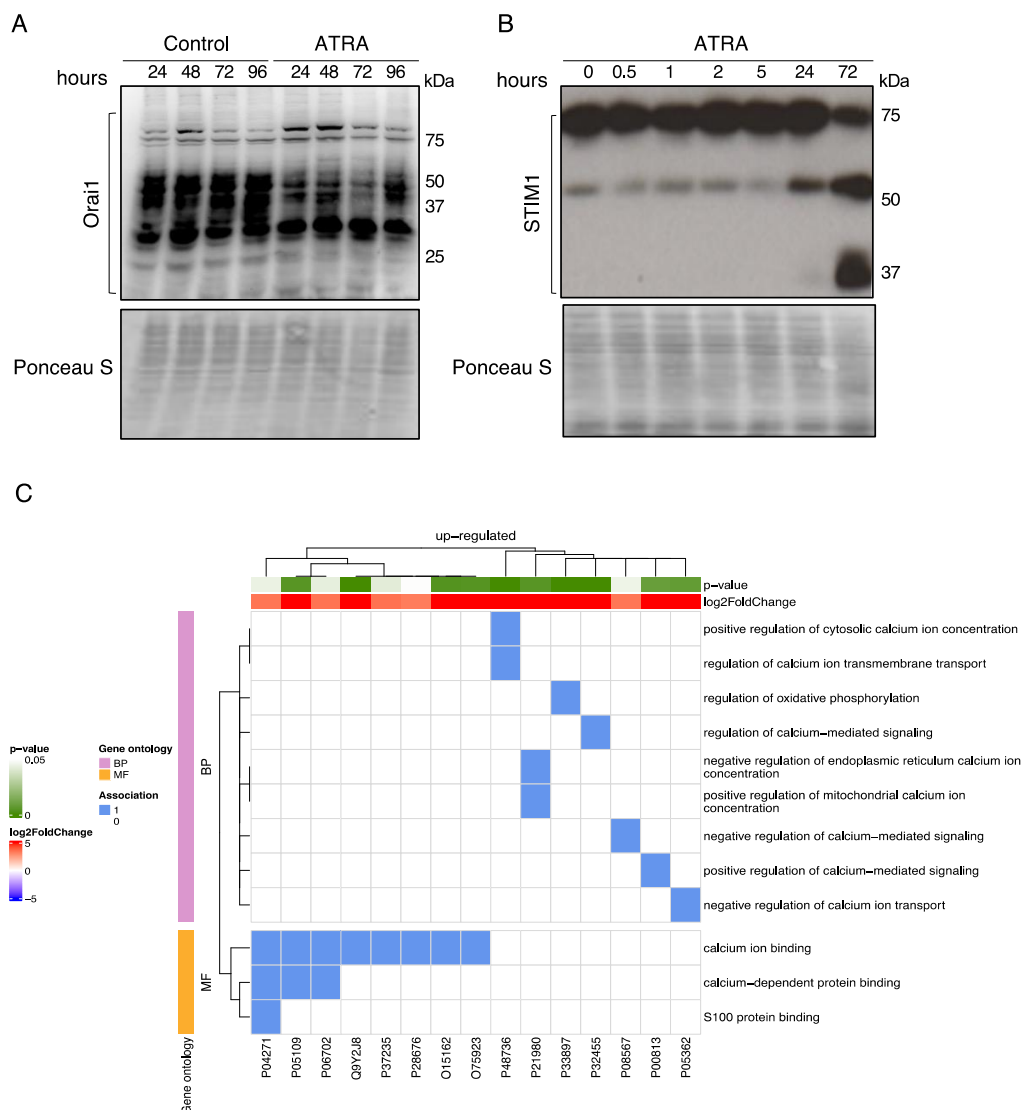 A
Control ATRA
hours 24 48 72 96 24 48 72 96 kDa
75
50
37
25
Orai1
Ponceau S
B
ATRA
hours 0 0.5 1 2 5 24 72 kDa
75
50
37
STIM1
Ponceau S
C
up−regulated
p−value
log2FoldChange
positive regulation of cytosolic calcium ion concentration
regulation of calcium ion transmembrane transport
regulation of oxidative phosphorylation
regulation of calcium−mediated signaling
negative regulation of endoplasmic reticulum calcium ion
concentration
positive regulation of mitochondrial calcium ion
concentration
negative regulation of calcium−mediated signaling
positive regulation of calcium−mediated signaling
negative regulation of calcium ion transport
calcium ion binding
calcium−dependent protein binding
S100 protein binding
BP
MF
p−value
0.05
0
log2FoldChange
5
0
−5
Gene ontology
BP
MF
Association
1
0
Gene ontology
P04271
P05109
P06702
Q9Y2J8
P37235
P28676
O15162
O75923
P48736
P21980
P33897
P32455
P08567
P00813
P05362